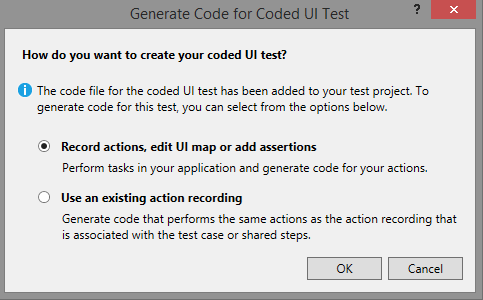 Generate Code for Coded UI Test
?
How do you want to create your coded UI test?
The code file for the coded UI test has been added to your test project. To
generate code for this test, you can select from the options below.
Record actions, edit UI map or add assertions
Perform tasks in your application and generate code for your actions.
Use an existing action recording
Generate code that performs the same actions as the action recording that
is associated with the test case or shared steps.
OK Cancel